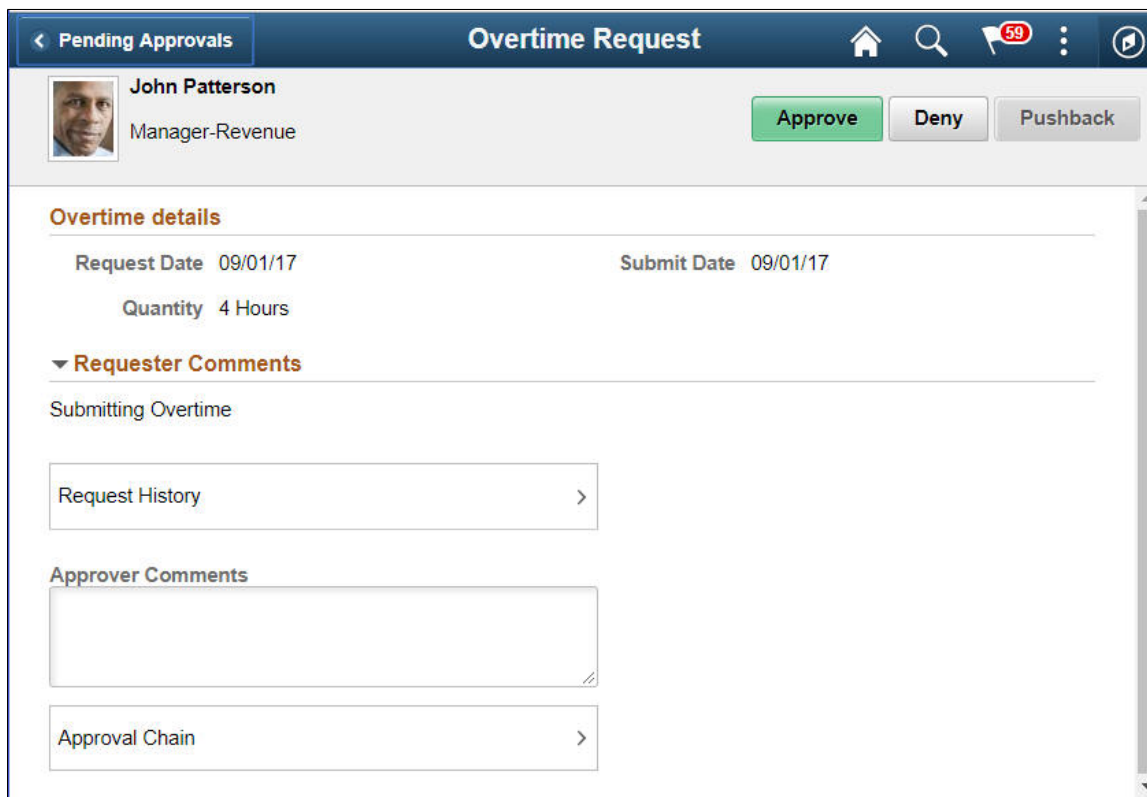 Pending Approvals
Overtime Request
59
John Patterson
Manager-Revenue
Approve
Deny
Pushback
Overtime details
Request Date 09/01/17
Submit Date 09/01/17
Quantity 4 Hours
Requester Comments
Submitting Overtime
Request History
Approver Comments
Approval Chain